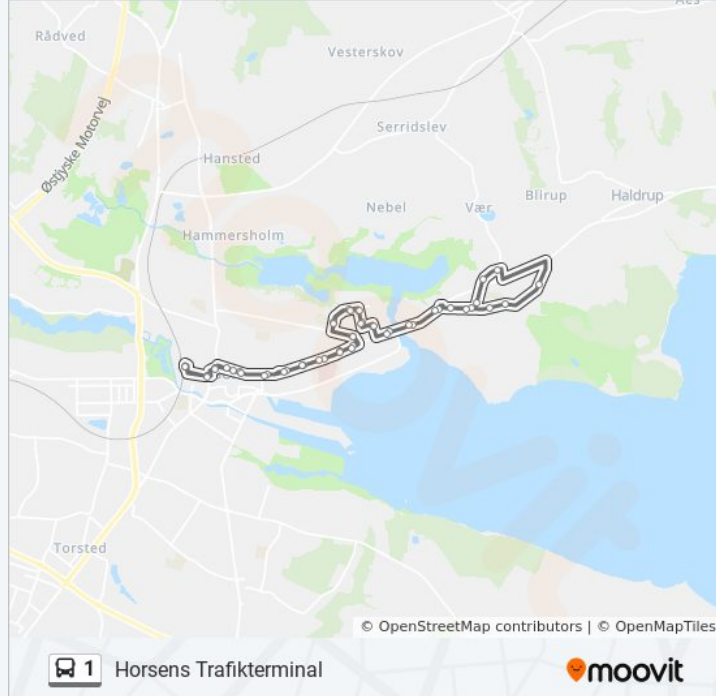 Aes
Rådved
Vesterskov
Serridslev
Østjyske Motorvej
Hansted
Blirup
Haldrup
Nebel
Vær
Hammersholm
Torsted
© OpenStreetMap contributors | © OpenMapTiles
1 Horsens Trafikterminal
moovit